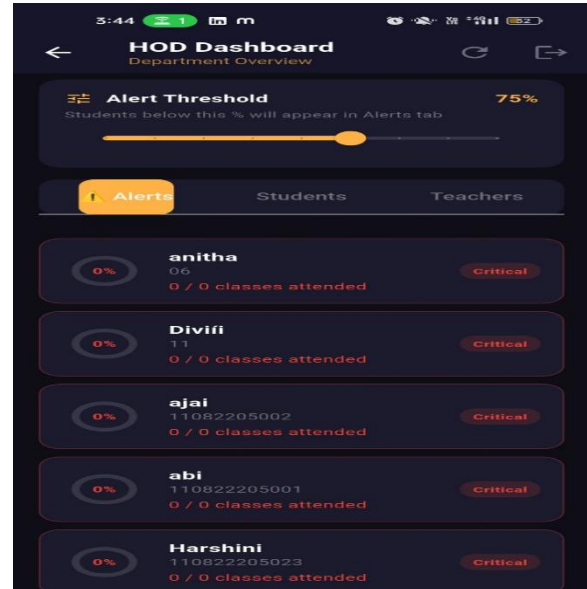 3:44 1 m
HOD Dashboard
Department Overview
Alert Threshold 75%
Students below this % will appear in Alerts tab
Alerts Students Teachers
anitha
0% 06 Critical
0 / 0 classes attended
Divifi
0% 11 Critical
0 / 0 classes attended
ajai
0% 11082205002 Critical
0 / 0 classes attended
abi
0% 110822205001 Critical
0 / 0 classes attended
Harshini
0% 110822205023 Critical
0 / 0 classes attended